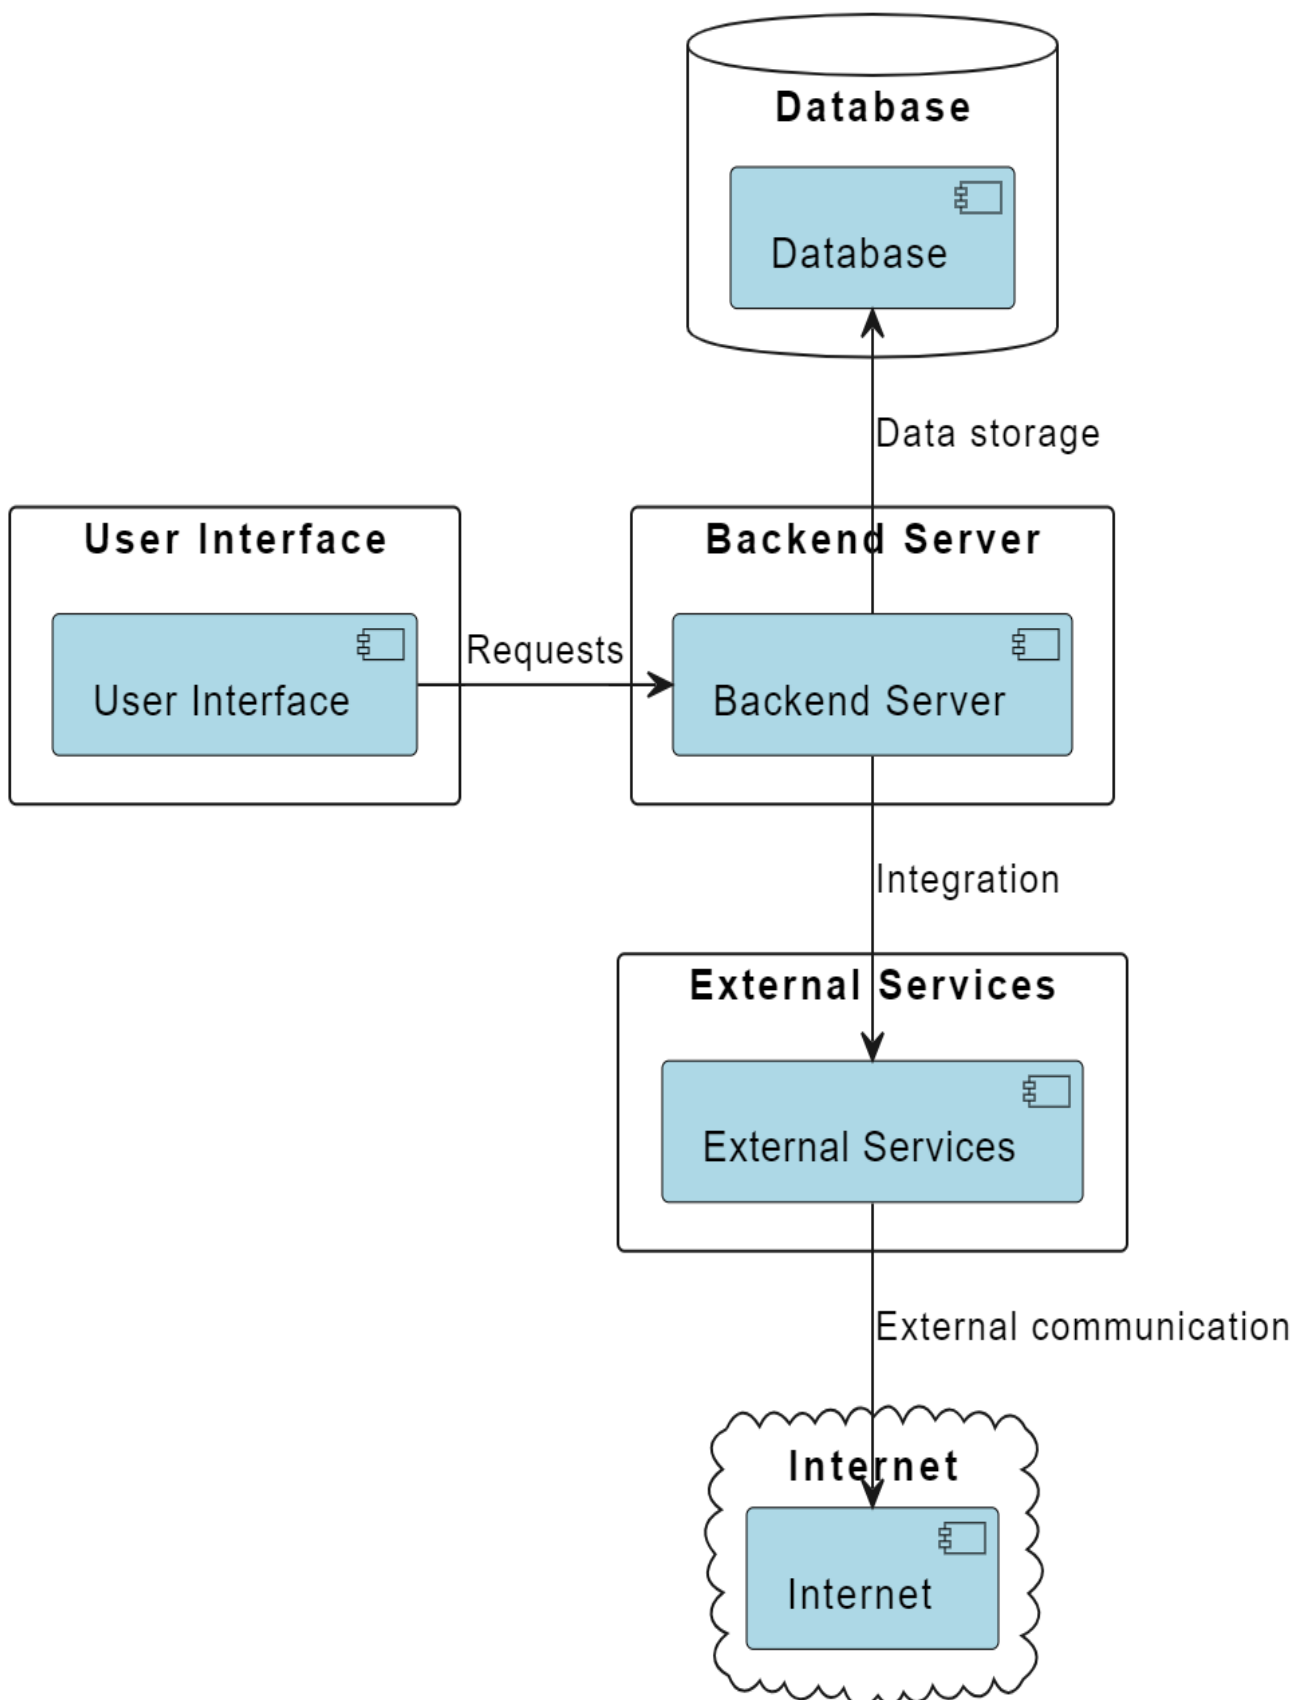 Database
Database
Data storage
User Interface
Backend Server
Requests
User Interface
Backend Server
Integration
External Services
External Services
External communication
Internet
Internet